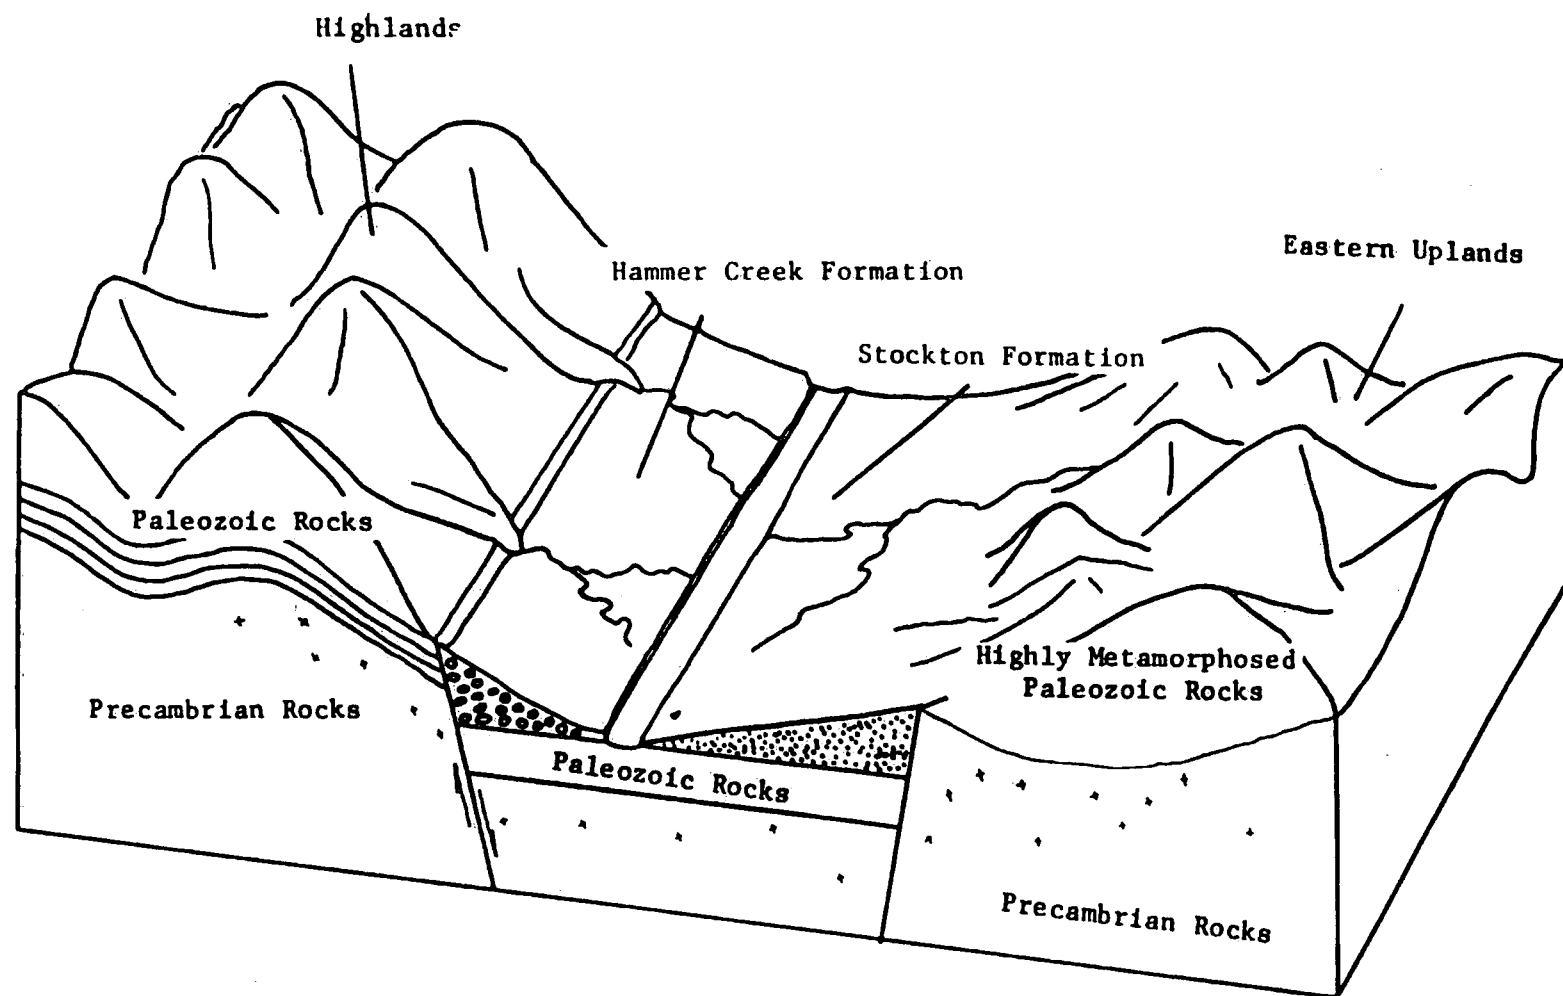 Highlands
Hammer Creek Formation
Eastern Uplands
Stockton Formation
Paleozoic Rocks
Highly Metamorphosed
Paleozoic Rocks
Precambrian Rocks
Paleozoic Rocks
Precambrian Rocks